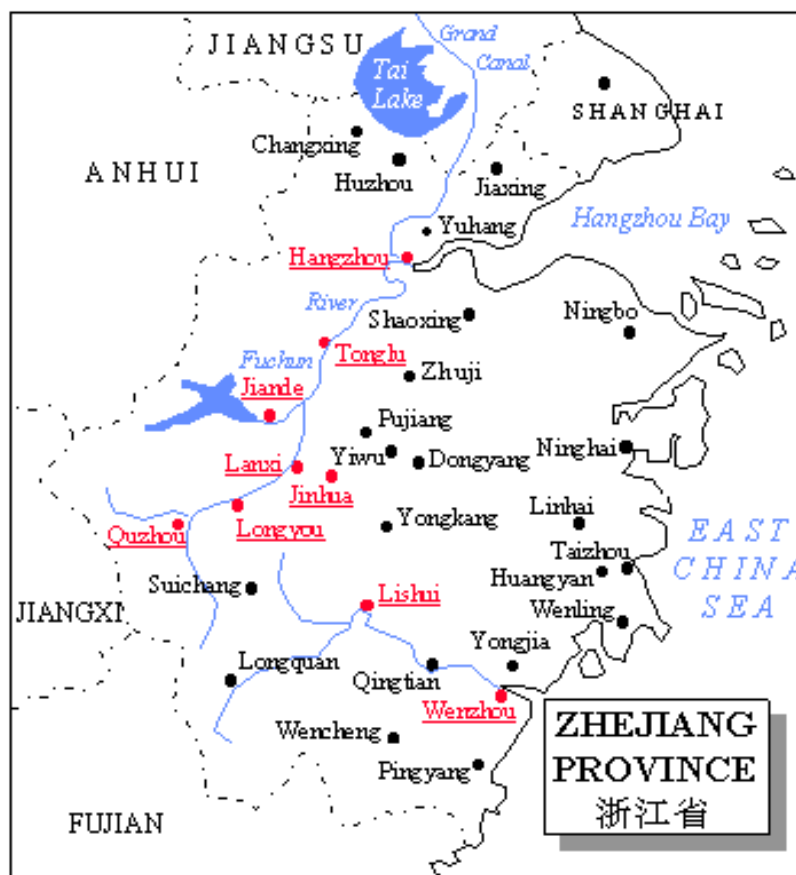 JIANGSU
Grand
Canal
Tai
Lake
SHANGHAI
Changxing
ANHUI
Huzhou
Jiaxing
Yuhang
Hangzhou Bay
Hangzhou
River
Shaoxing
Ningbo
Fuchun
Tonglu
Zhuji
Jiande
Pujiang
Lanxi
Yiwu
Dongyang
Ninghai
Jinhua
Longyou
Quzhou
Yongkang
Linhai
EAST
CHINA
SEA
Taizhou
Huangyan
Suichang
Lishui
Wenling
JIANGXI
Yongjia
Longquan
Qingtian
Wenzhou
Wencheng
Pingyang
FUJIAN
ZHEJIANG
PROVINCE
浙江省